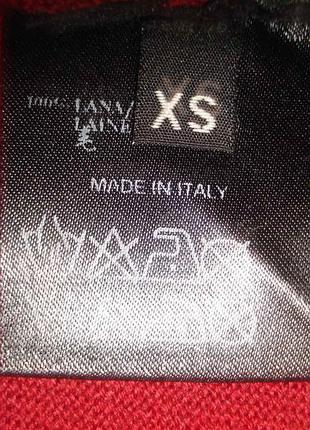 100% LANA/
LAINE
XS
MADE IN ITALY